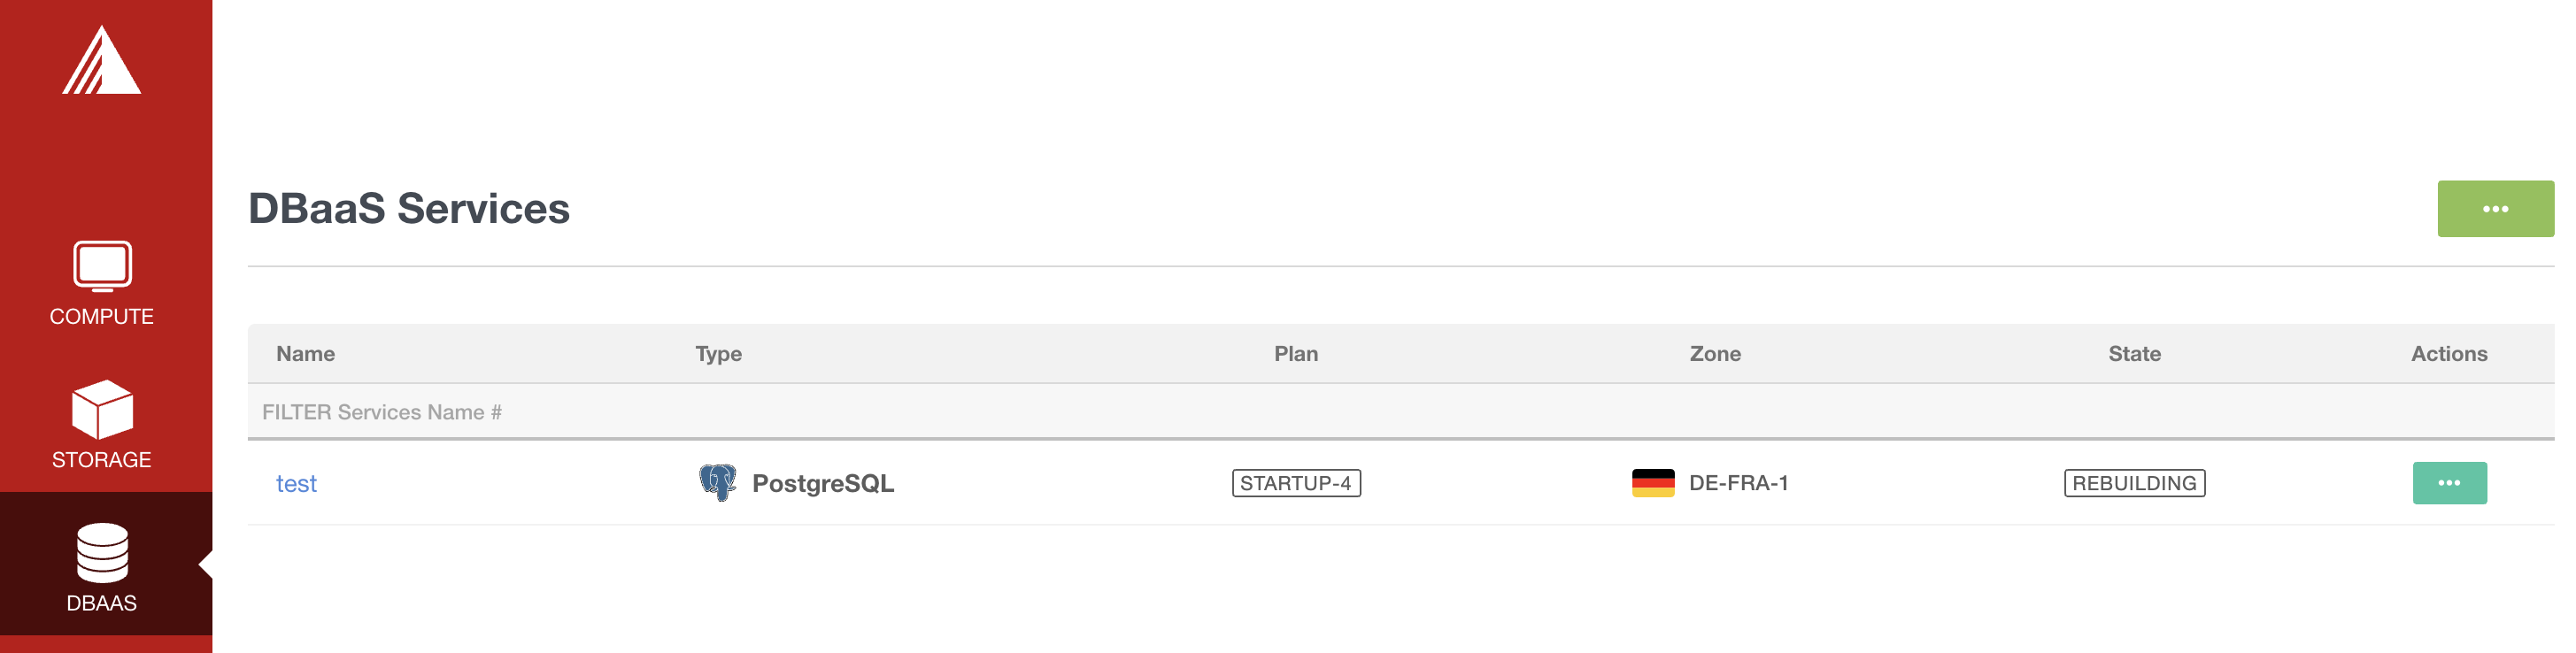 COMPUTE
STORAGE
DBAAS
DBaaS Services
Name Type Plan Zone State Actions
FILTER Services Name #
test PostgreSQL STARTUP-4 DE-FRA-1 REBUILDING